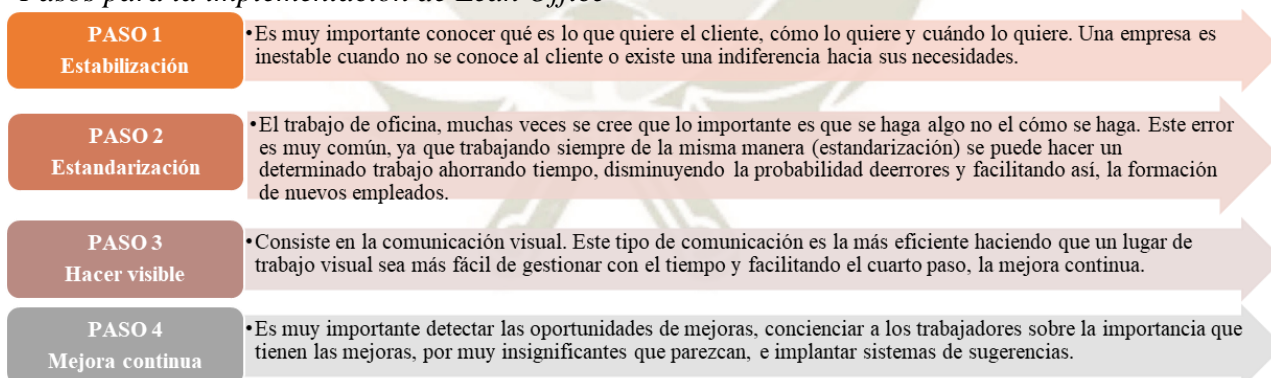 Pasos para la implementación de Lean Office
PASO 1
Estabilización
•Es muy importante conocer qué es lo que quiere el cliente, cómo lo quiere y cuándo lo quiere. Una empresa es
inestable cuando no se conoce al cliente o existe una indiferencia hacia sus necesidades.
PASO 2
Estandarización
•El trabajo de oficina, muchas veces se cree que lo importante es que se haga algo no el cómo se haga. Este error
es muy común, ya que trabajando siempre de la misma manera (estandarización) se puede hacer un
determinado trabajo ahorrando tiempo, disminuyendo la probabilidad deerrores y facilitando así, la formación
de nuevos empleados.
PASO 3
Hacer visible
•Consiste en la comunicación visual. Este tipo de comunicación es la más eficiente haciendo que un lugar de
trabajo visual sea más fácil de gestionar con el tiempo y facilitando el cuarto paso, la mejora continua.
PASO 4
Mejora continua
•Es muy importante detectar las oportunidades de mejoras, concienciar a los trabajadores sobre la importancia que
tienen las mejoras, por muy insignificantes que parezcan, e implantar sistemas de sugerencias.